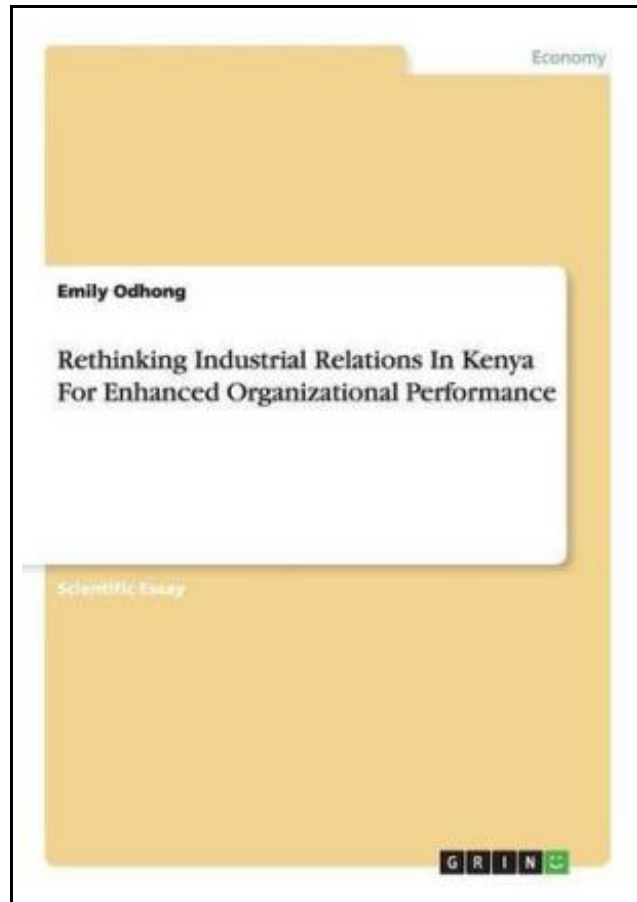 Economy
Emily Odhong
Rethinking Industrial Relations In Kenya
For Enhanced Organizational Performance
Scientific Essay
GRIN